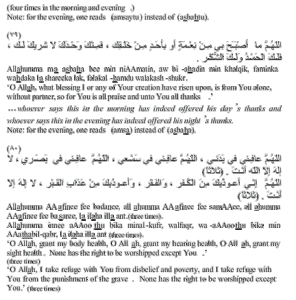 (four times in the morning and evening .)
Note: for the evening, one reads (amsaytu) instead of (aṣbaḥtu).
(٧٩)
اللّهُمَّ ما أَصْبَحَ بي مِنْ نِعْمَةٍ أَو بِأَحَدٍ مِنْ خَلْقِك ، فَمِنْكَ وَحْدَكَ لا شريكَ لَك ،
فَلَكَ الْحَمْدُ وَلَكَ الشُّكْر .
Allahumma ma aṣbaḥa bee min niAAmatin, aw bi-aḥadin min khalqik, faminka
waḥdaka la shareeka lak, falakal-ḥamdu walakash-shukr.
‘O Allah, what blessing I or any of Your creation have risen upon, is from You alone,
without partner, so for You is all praise and unto You all thanks .’
…whoever says this in the morning has indeed offered his day ’s thanks and
whoever says this in the evening has indeed offered his night ’s thanks.
Note: for the evening, one reads (amsa) instead of (aṣbaḥa).
(٨٠)
اللّهُمَّ عافِني في بَدَني ، اللّهُمَّ عافِني في سَمْعي ، اللّهُمَّ عافِني في بَصَري ، لا
إلهَ إلاّ اللّه أَنْتَ . (ثلاثاً)
اللّهُمَّ إنّي أَعوذُبِكَ مِنَ الْكُفر ، وَالفَقْر ، وَأَعوذُبِكَ مِنْ عَذابِ القَبْر ، لا إلهَ إلاّ
أَنْتَ . (ثلاثاً)
Allahumma AAafinee fee badanee, allahumma AAafinee fee samAAee, allahumma
AAafinee fee baṣaree, la ilaha illa ant.(three times).
Allahumma innee aAAoothu bika minal-kufr, walfaqr, wa-aAAoothu bika min
AAathabil-qabr, la ilaha illa ant (three times).
‘O Allah, grant my body health, O Allah, grant my hearing health, O Allah, grant my
sight health . None has the right to be worshipped except You .’
(three times)
‘O Allah, I take refuge with You from disbelief and poverty, and I take refuge with
You from the punishment of the grave . None has the right to be worshipped except
You.’ (three times)